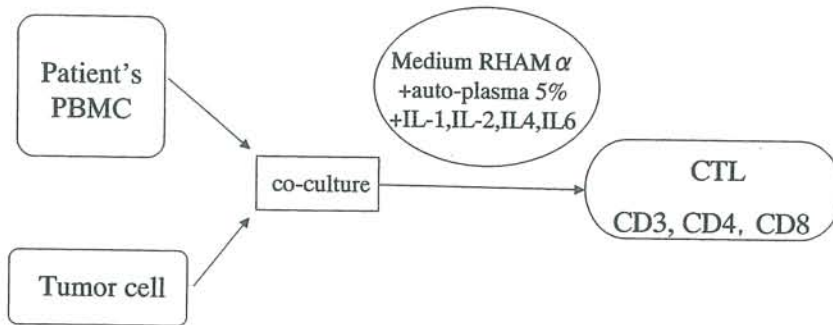 Patient's
PBMC
Medium RHAM α
+auto-plasma 5%
+IL-1,IL-2,IL4,IL6
co-culture
CTL
CD3, CD4, CD8
Tumor cell